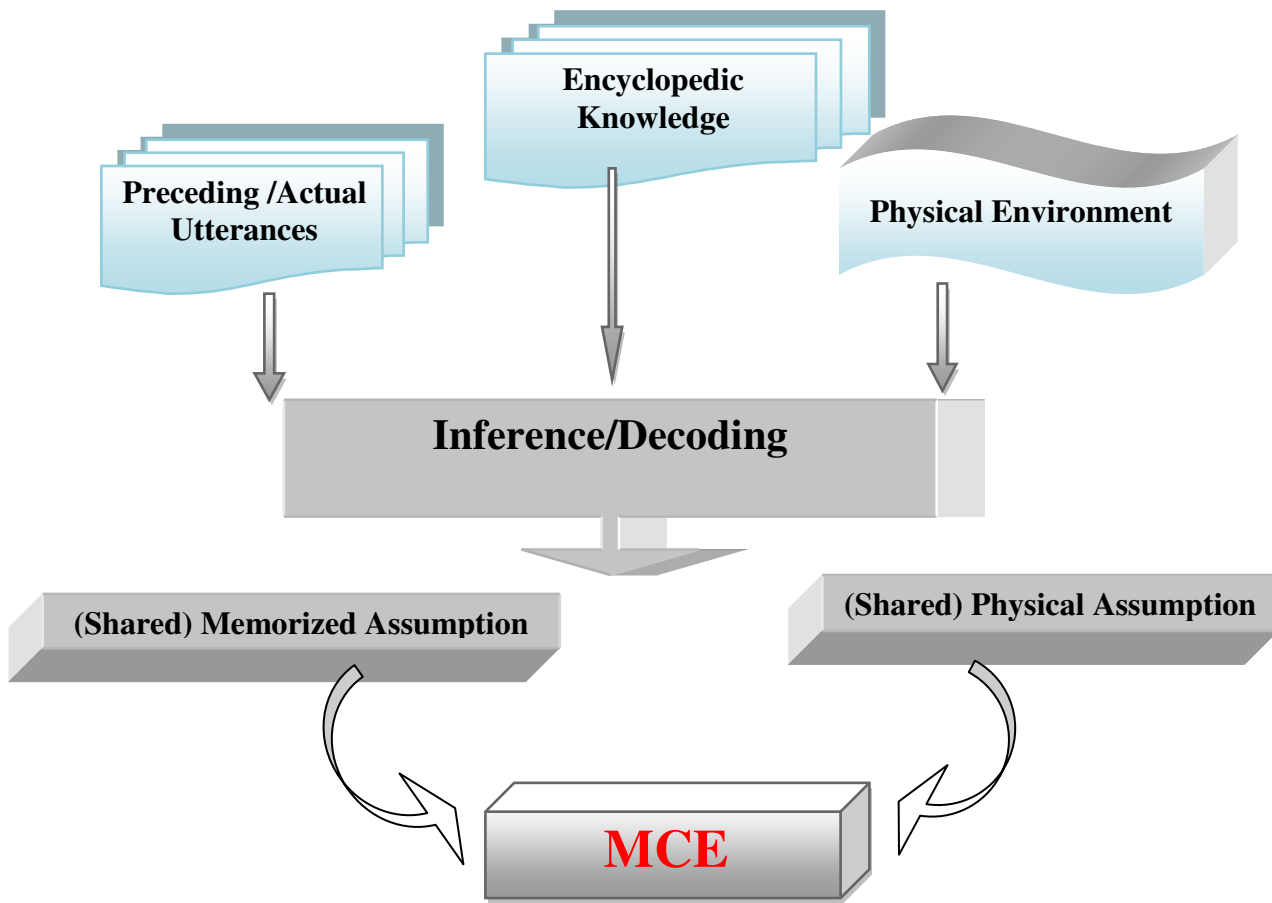 Encyclopedic
Knowledge
Preceding /Actual
Utterances
Physical Environment
Inference/Decoding
(Shared) Memorized Assumption
(Shared) Physical Assumption
MCE